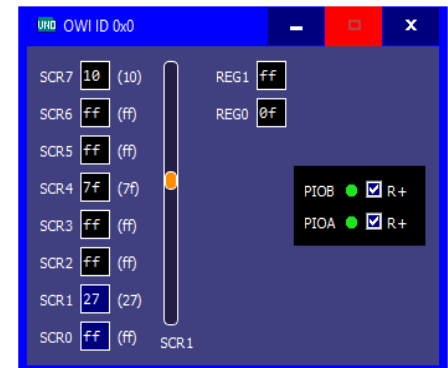 UNO OWI ID 0x0
SCR7 10 (10) REG1 ff
SCR6 ff (ff) REG0 0f
SCR5 ff (ff)
SCR4 7f (7f) PIOB R+
SCR3 ff (ff) PIOA R+
SCR2 ff (ff)
SCR1 27 (27)
SCR0 ff (ff) SCR1